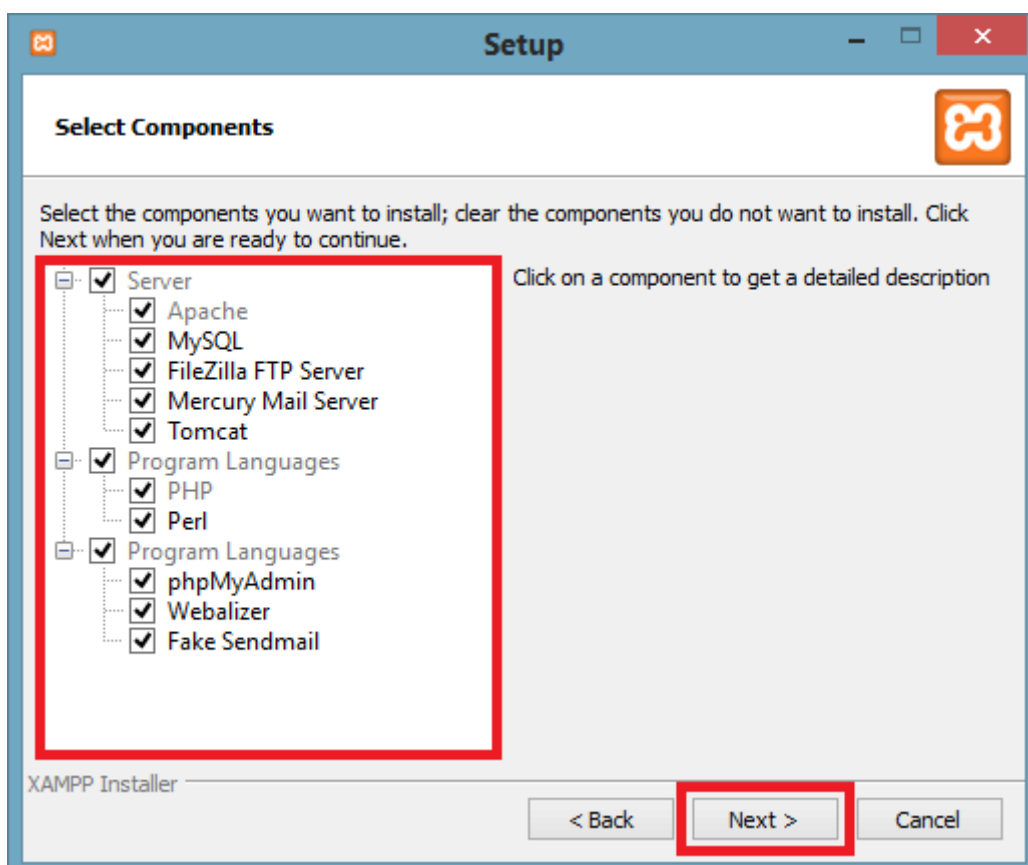 Setup
Select Components
Select the components you want to install; clear the components you do not want to install. Click
Next when you are ready to continue.
Server
Apache
MySQL
FileZilla FTP Server
Mercury Mail Server
Tomcat
Program Languages
PHP
Perl
Program Languages
phpMyAdmin
Webalizer
Fake Sendmail
Click on a component to get a detailed description
XAMPP Installer
< Back
Next >
Cancel